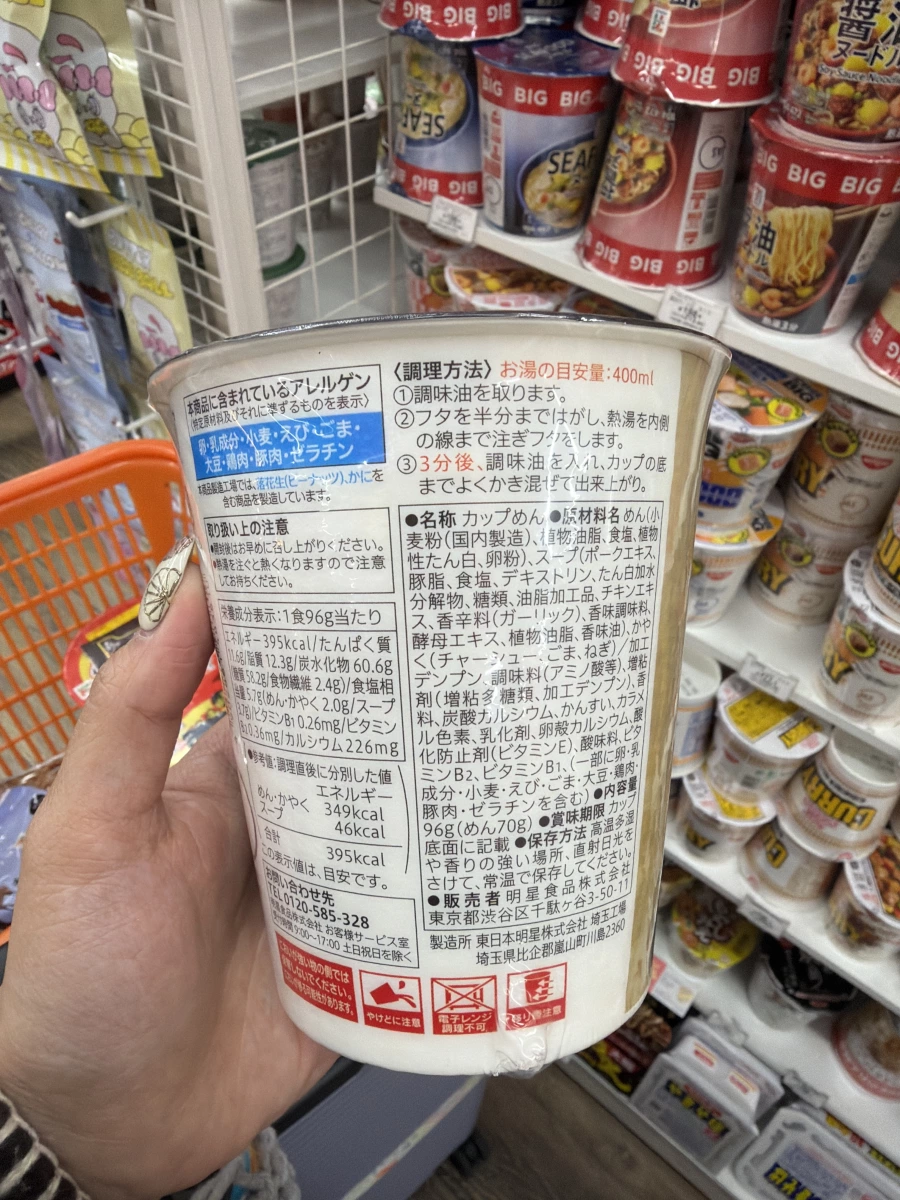 本商品に含まれているアレルゲン
〈特定原材料及びそれに準ずるものを表示〉
卵・乳成分・小麦・えび・ごま・
大豆・鶏肉・豚肉・ゼラチン
本商品製造工場では、落花生(ピーナッツ)、かにを
含む商品を製造しています。
取り扱い上の注意
●開封後はお早めに召し上がりください。
●熱湯を注ぐと熱くなりますので注意
してお持ちください。
栄養成分表示:1食96g当たり
エネルギー 395kcal/たんぱく質
11.6g/脂質 12.3g/炭水化物 60.6g
糖質 58.2g/食物繊維 2.4g)/食塩相
当量 5.7g(めん・かやく 2.0g/スープ
3.7g)/ビタミンB₁ 0.26mg/ビタミン
B₂ 0.36mg/カルシウム 226mg
●参考値:調理直後に分別した値
エネルギー
めん・かやく 349kcal
スープ 46kcal
合計 395kcal
この表示値は、目安です。
お問い合わせ先
TEL 0120-585-328
明星食品株式会社 お客様サービス室
受付時間 9:00〜17:00 土日祝日を除く
〈調理方法〉 お湯の目安量:400ml
①調味油を取ります。
②フタを半分まではがし、熱湯を内側
の線まで注ぎフタをします。
③3分後、調味油を入れ、カップの底
までよくかき混ぜて出来上がり。
●名称 カップめん ●原材料名 めん(小
麦粉(国内製造)、植物油脂、食塩、植物
性たん白、卵粉)、スープ(ポークエキス、
豚脂、食塩、デキストリン、たん白加水
分解物、糖類、油脂加工品、チキンエキ
ス、香辛料(ガーリック)、香味調味料、
酵母エキス、植物油脂、香味油)、かや
く(チャーシュー、ごま、ねぎ)/加工
デンプン、調味料(アミノ酸等)、増粘
剤(増粘多糖類、加工デンプン)、香
料、炭酸カルシウム、かんすい、カラメ
ル色素、乳化剤、卵殻カルシウム、酸
化防止剤(ビタミンE)、酸味料、ビタ
ミンB2、ビタミンB1、(一部に卵・乳
成分・小麦・えび・ごま・大豆・鶏肉・
豚肉・ゼラチンを含む) ●内容量
96g(めん70g) ●賞味期限 カップ
底面に記載 ●保存方法 高温多湿
や香りの強い場所、直射日光を
さけて、常温で保存してください。
●販売者 明星食品株式会社
東京都渋谷区千駄ヶ谷3-50-11
製造所 東日本明星株式会社 埼玉工場
埼玉県比企郡嵐山町川島2360
やけどに注意
電子レンジ
調理不可
BIG BIG BIG
SEAF
BIG BIG
醤油
ヌードル
Soy Sauce Noodle
CURRY